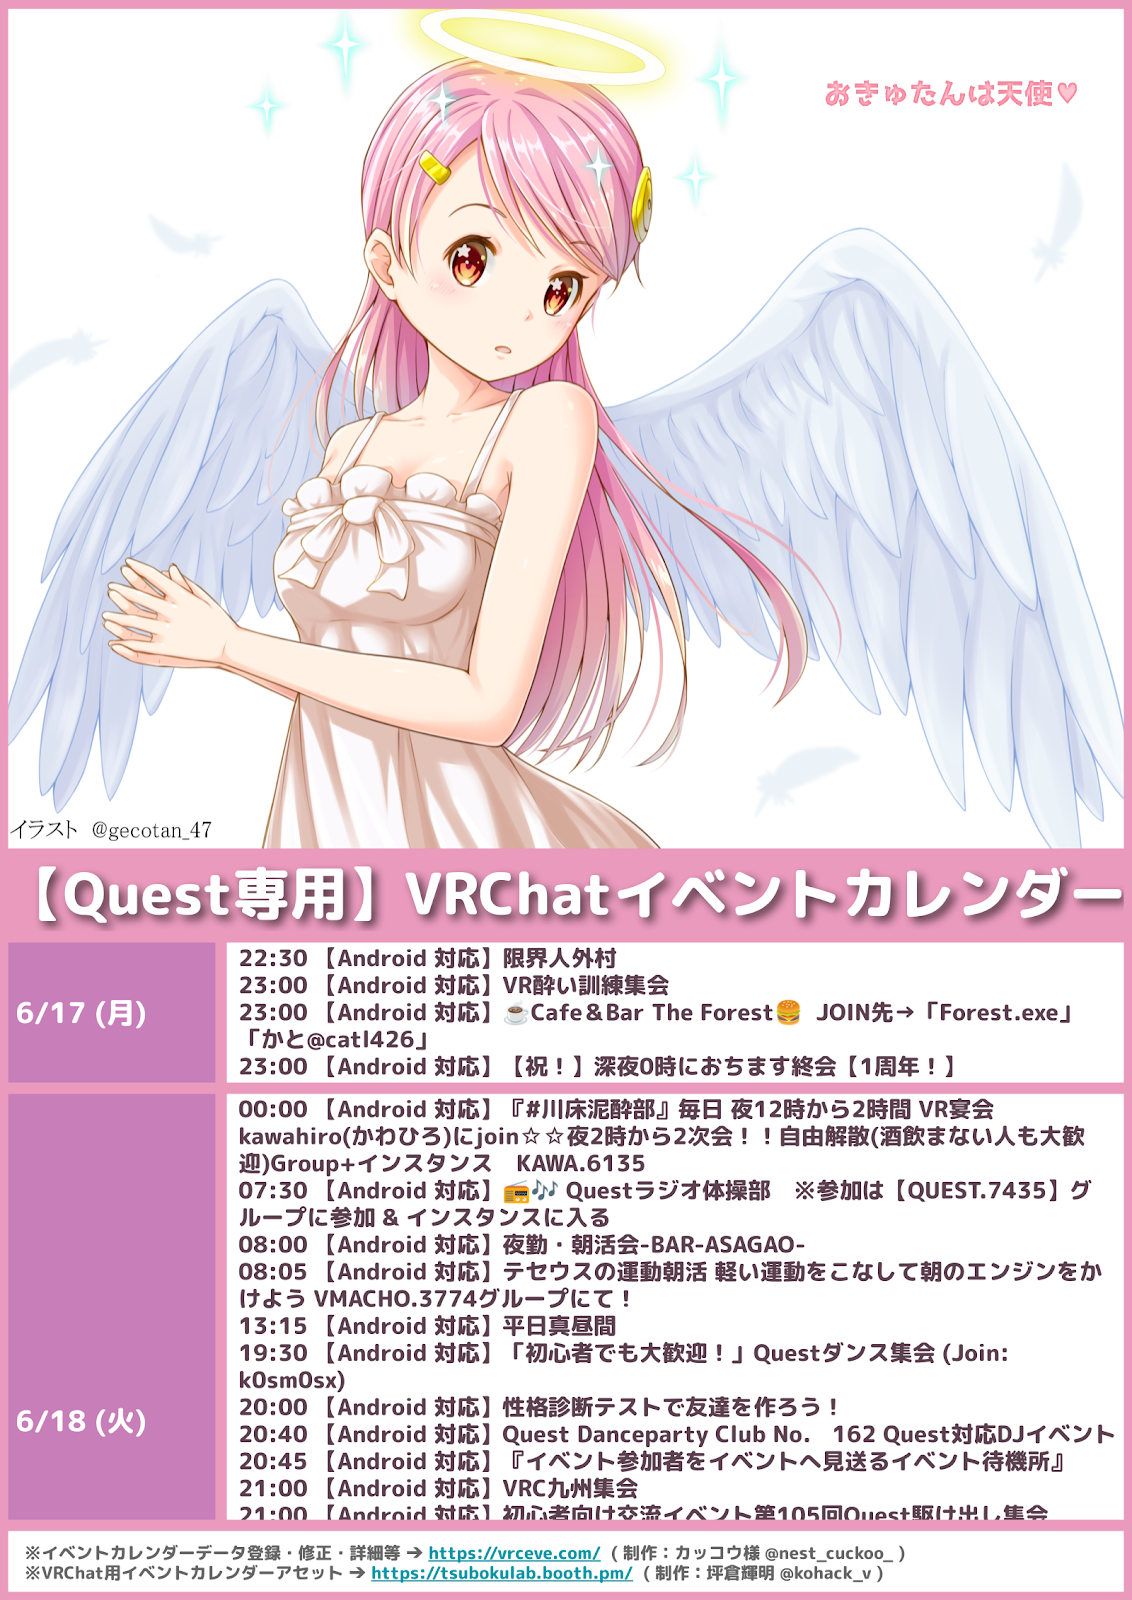 おきゅたんは天使♥
イラスト @gecotan_47
【Quest専用】VRChatイベントカレンダー
6/17 (月)
22:30 【Android 対応】限界人外村
23:00 【Android 対応】VR酔い訓練集会
23:00 【Android 対応】☕Cafe&Bar The Forest🍔 JOIN先→「Forest.exe」
「かと@catl426」
23:00 【Android 対応】【祝！】深夜0時におちます終会【1周年！】
6/18 (火)
00:00 【Android 対応】『#川床泥酔部』毎日 夜12時から2時間 VR宴会
kawahiro(かわひろ)にjoin☆☆夜2時から2次会！！自由解散(酒飲まない人も大歓
迎)Group+インスタンス　KAWA.6135
07:30 【Android 対応】📻🎶 Questラジオ体操部　※参加は【QUEST.7435】グ
ループに参加 & インスタンスに入る
08:00 【Android 対応】夜勤・朝活会-BAR-ASAGAO-
08:05 【Android 対応】テセウスの運動朝活 軽い運動をこなして朝のエンジンをか
けよう VMACHO.3774グループにて！
13:15 【Android 対応】平日真昼間
19:30 【Android 対応】「初心者でも大歓迎！」Questダンス集会 (Join:
k0sm0sx)
20:00 【Android 対応】性格診断テストで友達を作ろう！
20:40 【Android 対応】Quest Danceparty Club No.　162 Quest対応DJイベント
20:45 【Android 対応】『イベント参加者をイベントへ見送るイベント待機所』
21:00 【Android 対応】VRC九州集会
21:00 【Android 対応】初心者向け交流イベント第105回Quest駆け出し集会
※イベントカレンダーデータ登録・修正・詳細等 → https://vrceve.com/ ( 制作：カッコウ様 @nest_cuckoo_ )
※VRChat用イベントカレンダーアセット → https://tsubokulab.booth.pm/ ( 制作：坪倉輝明 @kohack_v )